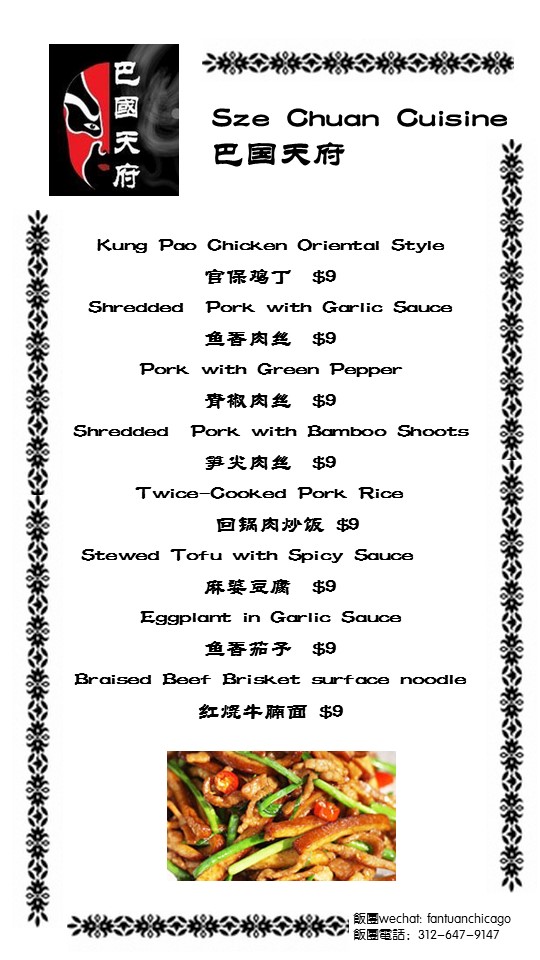 巴國天府
Sze Chuan Cuisine
巴国天府
Kung Pao Chicken Oriental Style
宫保鸡丁 $9
Shredded Pork with Garlic Sauce
鱼香肉丝 $9
Pork with Green Pepper
青椒肉丝 $9
Shredded Pork with Bamboo Shoots
笋尖肉丝 $9
Twice-Cooked Pork Rice
回锅肉炒饭 $9
Stewed Tofu with Spicy Sauce
麻婆豆腐 $9
Eggplant in Garlic Sauce
鱼香茄子 $9
Braised Beef Brisket surface noodle
红烧牛腩面 $9
飯團wechat: fantuanchicago
飯團電話：312-647-9147